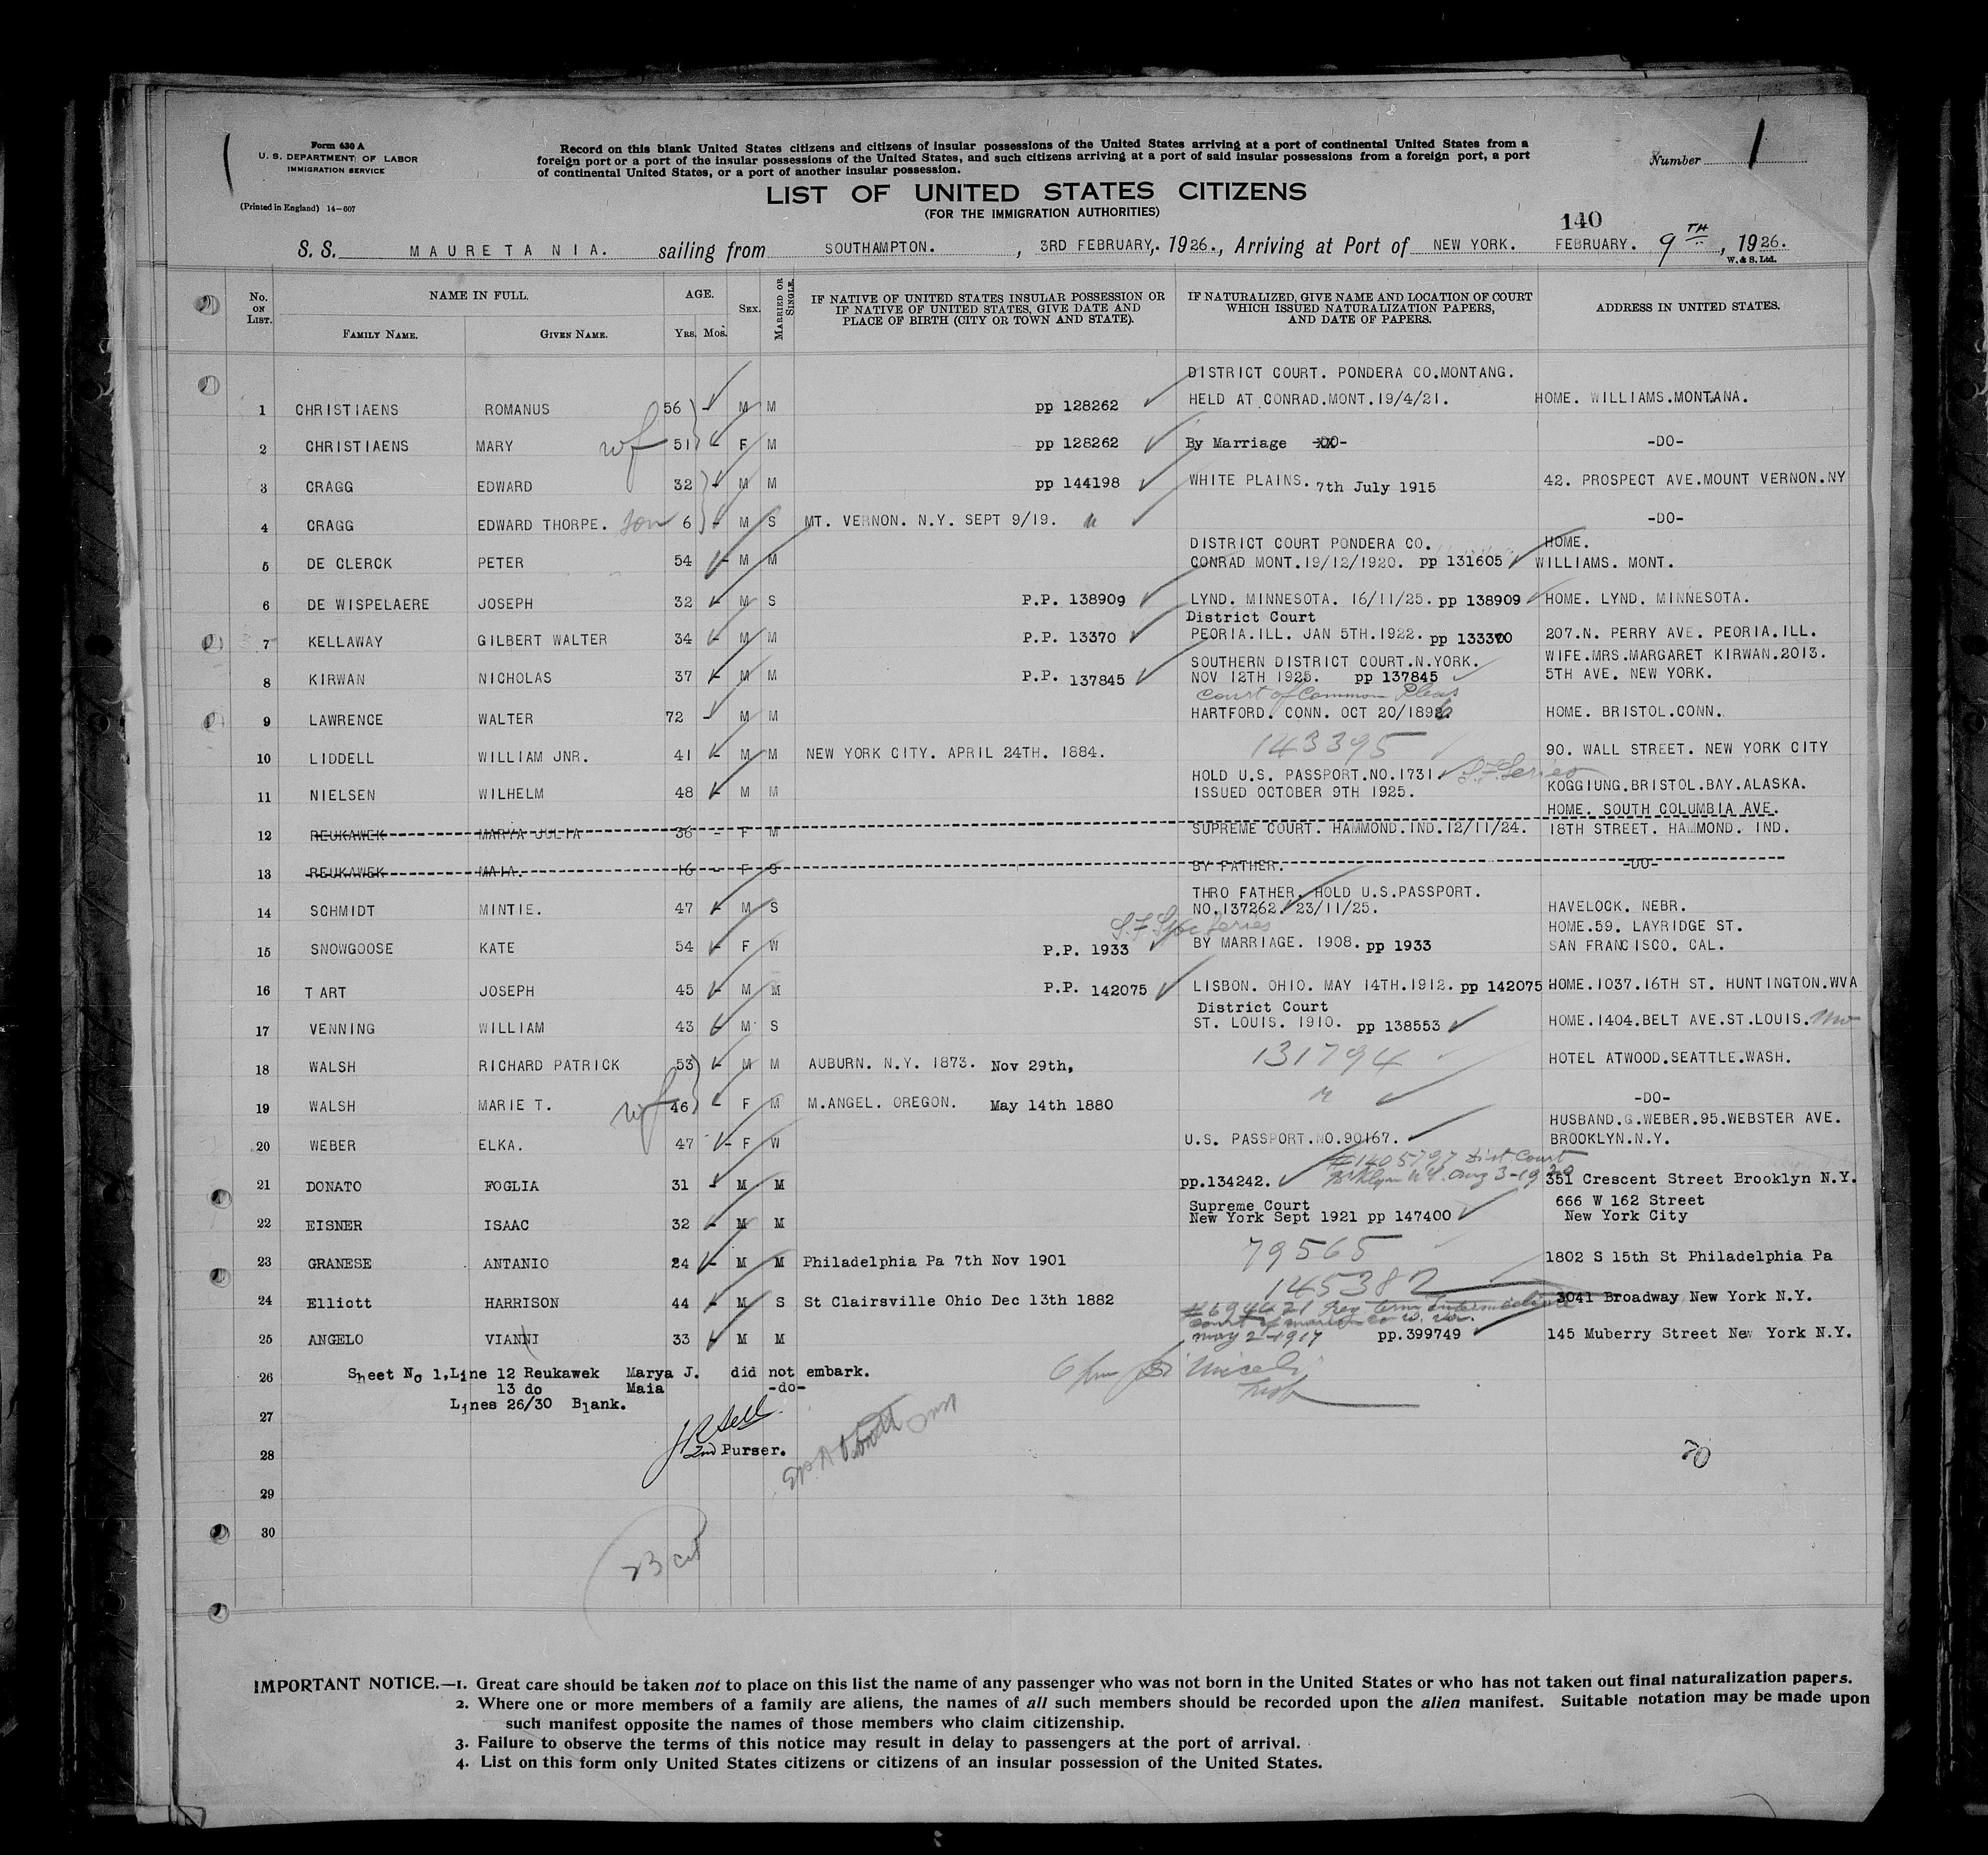 Form 630 A
U. S. DEPARTMENT OF LABOR
IMMIGRATION SERVICE
(Printed in England) 14—607
Record on this blank United States citizens and citizens of insular possessions of the United States arriving at a port of continental United States from a
foreign port or a port of the insular possessions of the United States, and such citizens arriving at a port of said insular possessions from a foreign port, a port
of continental United States, or a port of another insular possession.
Number 1
LIST OF UNITED STATES CITIZENS
(FOR THE IMMIGRATION AUTHORITIES)
140
S. S. MAURETANIA. sailing from SOUTHAMPTON. , 3RD FEBRUARY,. 1926., Arriving at Port of NEW YORK. FEBRUARY. 9TH , 1926.
W. & S. Ltd.
No. ON LIST. NAME IN FULL. FAMILY NAME. GIVEN NAME. AGE. YRS. MOS. SEX. MARRIED OR SINGLE. IF NATIVE OF UNITED STATES INSULAR POSSESSION OR IF NATIVE OF UNITED STATES, GIVE DATE AND PLACE OF BIRTH (CITY OR TOWN AND STATE). IF NATURALIZED, GIVE NAME AND LOCATION OF COURT WHICH ISSUED NATURALIZATION PAPERS, AND DATE OF PAPERS. ADDRESS IN UNITED STATES.
DISTRICT COURT. PONDERA CO.MONTANG.
1 CHRISTIAENS ROMANUS 56 - M M pp 128262 HELD AT CONRAD.MONT.19/4/21. HOME. WILLIAMS.MONTANA.
2 CHRISTIAENS MARY wf 51 - F M pp 128262 By Marriage -DO- -DO-
3 CRAGG EDWARD 32 - M M pp 144198 WHITE PLAINS. 7th July 1915 42. PROSPECT AVE.MOUNT VERNON.NY
4 CRAGG EDWARD THORPE. son 6 - M S MT. VERNON. N.Y. SEPT 9/19. -DO-
DISTRICT COURT PONDERA CO. HOME.
5 DE CLERCK PETER 54 - M M CONRAD MONT.19/12/1920. pp 131605 WILLIAMS. MONT.
6 DE WISPELAERE JOSEPH 32 - M S P.P. 138909 LYND. MINNESOTA. 16/11/25. pp 138909 HOME. LYND. MINNESOTA.
District Court
7 KELLAWAY GILBERT WALTER 34 - M M P.P. 13370 PEORIA.ILL. JAN 5TH.1922. pp 133370 207.N. PERRY AVE. PEORIA.ILL.
SOUTHERN DISTRICT COURT.N.YORK. WIFE.MRS.MARGARET KIRWAN.2013.
8 KIRWAN NICHOLAS 37 - M M P.P. 137845 NOV 12TH 1925. pp 137845 5TH AVE. NEW YORK.
Court of Common Pleas
9 LAWRENCE WALTER 72 - M M HARTFORD. CONN. OCT 20/1896 HOME. BRISTOL.CONN.
10 LIDDELL WILLIAM JNR. 41 - M M NEW YORK CITY. APRIL 24TH. 1884. 143395 90. WALL STREET. NEW YORK CITY
HOLD U.S. PASSPORT.NO.1731 S.F. Series
11 NIELSEN WILHELM 48 - M M ISSUED OCTOBER 9TH 1925. KOGGIUNG.BRISTOL.BAY.ALASKA.
HOME. SOUTH COLUMBIA AVE.
12 REUKAWEK MARYA JULIA 36 - F M SUPREME COURT. HAMMOND.IND.12/11/24. 18TH STREET. HAMMOND. IND.
13 REUKAWEK MAIA. 16 - F S BY FATHER. -DO-
THRO FATHER. HOLD U.S.PASSPORT.
14 SCHMIDT MINTIE. 47 - M S NO.137262. 23/11/25. HAVELOCK. NEBR.
S.F. Spc Series HOME.59. LAYRIDGE ST.
15 SNOWGOOSE KATE 54 - F W P.P. 1933 BY MARRIAGE. 1908. pp 1933 SAN FRANCISCO. CAL.
16 TART JOSEPH 45 - M M P.P. 142075 LISBON. OHIO. MAY 14TH.1912. pp 142075 HOME.1037.16TH ST. HUNTINGTON.WVA
District Court
17 VENNING WILLIAM 43 - M S ST. LOUIS. 1910. pp 138553 HOME.1404.BELT AVE.ST.LOUIS. Mo
18 WALSH RICHARD PATRICK 53 - M M AUBURN. N.Y. 1873. Nov 29th, 131794 HOTEL ATWOOD.SEATTLE.WASH.
19 WALSH MARIE T. wf 46 - F M M.ANGEL. OREGON. May 14th 1880 -DO-
HUSBAND.G.WEBER.95.WEBSTER AVE.
20 WEBER ELKA. 47 - F W U.S. PASSPORT.NO.90167. BROOKLYN.N.Y.
#1405797 Dist. Court
21 DONATO FOGLIA 31 - M M pp.134242. Bklyn N.Y. Aug 3-1920 351 Crescent Street Brooklyn N.Y.
Supreme Court 666 W 162 Street
22 EISNER ISAAC 32 - M M New York Sept 1921 pp 147400 New York City
23 GRANESE ANTANIO 24 - M M Philadelphia Pa 7th Nov 1901 79565 1802 S 15th St Philadelphia Pa
145382
24 Elliott HARRISON 44 - M S St Clairsville Ohio Dec 13th 1882 3041 Broadway New York N.Y.
#694421 Reg term Intermediate
Court of Marion Co W. Va.
25 ANGELO VIANNI 33 - M M May 2-1917 pp.399749 145 Muberry Street New York N.Y.
26 Sheet No 1,Line 12 Reukawek Marya J. did not embark.
13 do Maia -do-
Lines 26/30 Blank.
27
28 2nd Purser.
70
29
30
23 cit
IMPORTANT NOTICE.—1. Great care should be taken not to place on this list the name of any passenger who was not born in the United States or who has not taken out final naturalization papers.
2. Where one or more members of a family are aliens, the names of all such members should be recorded upon the alien manifest. Suitable notation may be made upon
such manifest opposite the names of those members who claim citizenship.
3. Failure to observe the terms of this notice may result in delay to passengers at the port of arrival.
4. List on this form only United States citizens or citizens of an insular possession of the United States.